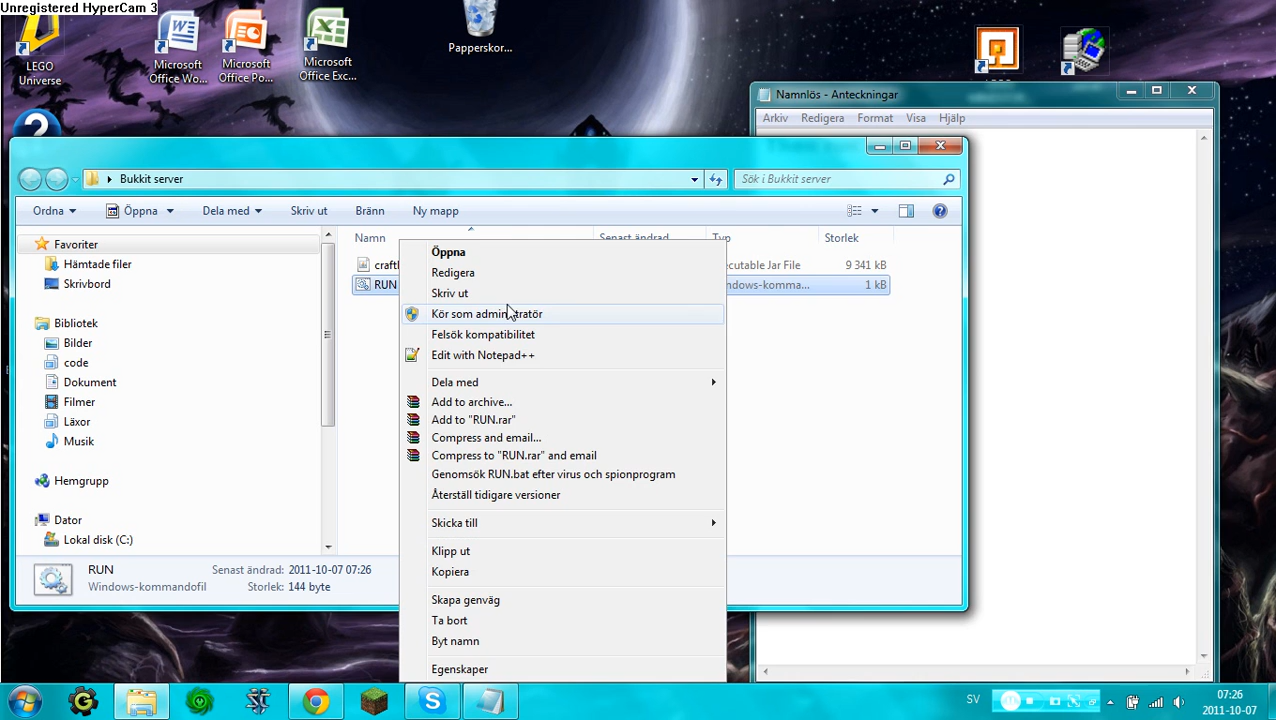 Unregistered HyperCam 3
LEGO
Universe
Microsoft
Office Wo...
Microsoft
Office Po...
Microsoft
Office Exc...
Papperskor...
Namnlös - Anteckningar
Arkiv Redigera Format Visa Hjälp
Bukkit server
Sök i Bukkit server
Ordna Öppna Dela med Skriv ut Bränn Ny mapp
Namn Senast ändrad Typ Storlek
Favoriter
Hämtade filer
Skrivbord
Bibliotek
Bilder
code
Dokument
Filmer
Läxor
Musik
Hemgrupp
Dator
Lokal disk (C:)
Jar File 9 341 kB
RUN 1 kB
Öppna
Redigera
Skriv ut
Kör som administratör
Felsök kompatibilitet
Edit with Notepad++
Dela med
Add to archive...
Add to "RUN.rar"
Compress and email...
Compress to "RUN.rar" and email
Genomsök RUN.bat efter virus och spionprogram
Återställ tidigare versioner
Skicka till
Klipp ut
Kopiera
Skapa genväg
Ta bort
Byt namn
Egenskaper
RUN Senast ändrad: 2011-10-07 07:26
Windows-kommandofil Storlek: 144 byte
SV
07:26
2011-10-07